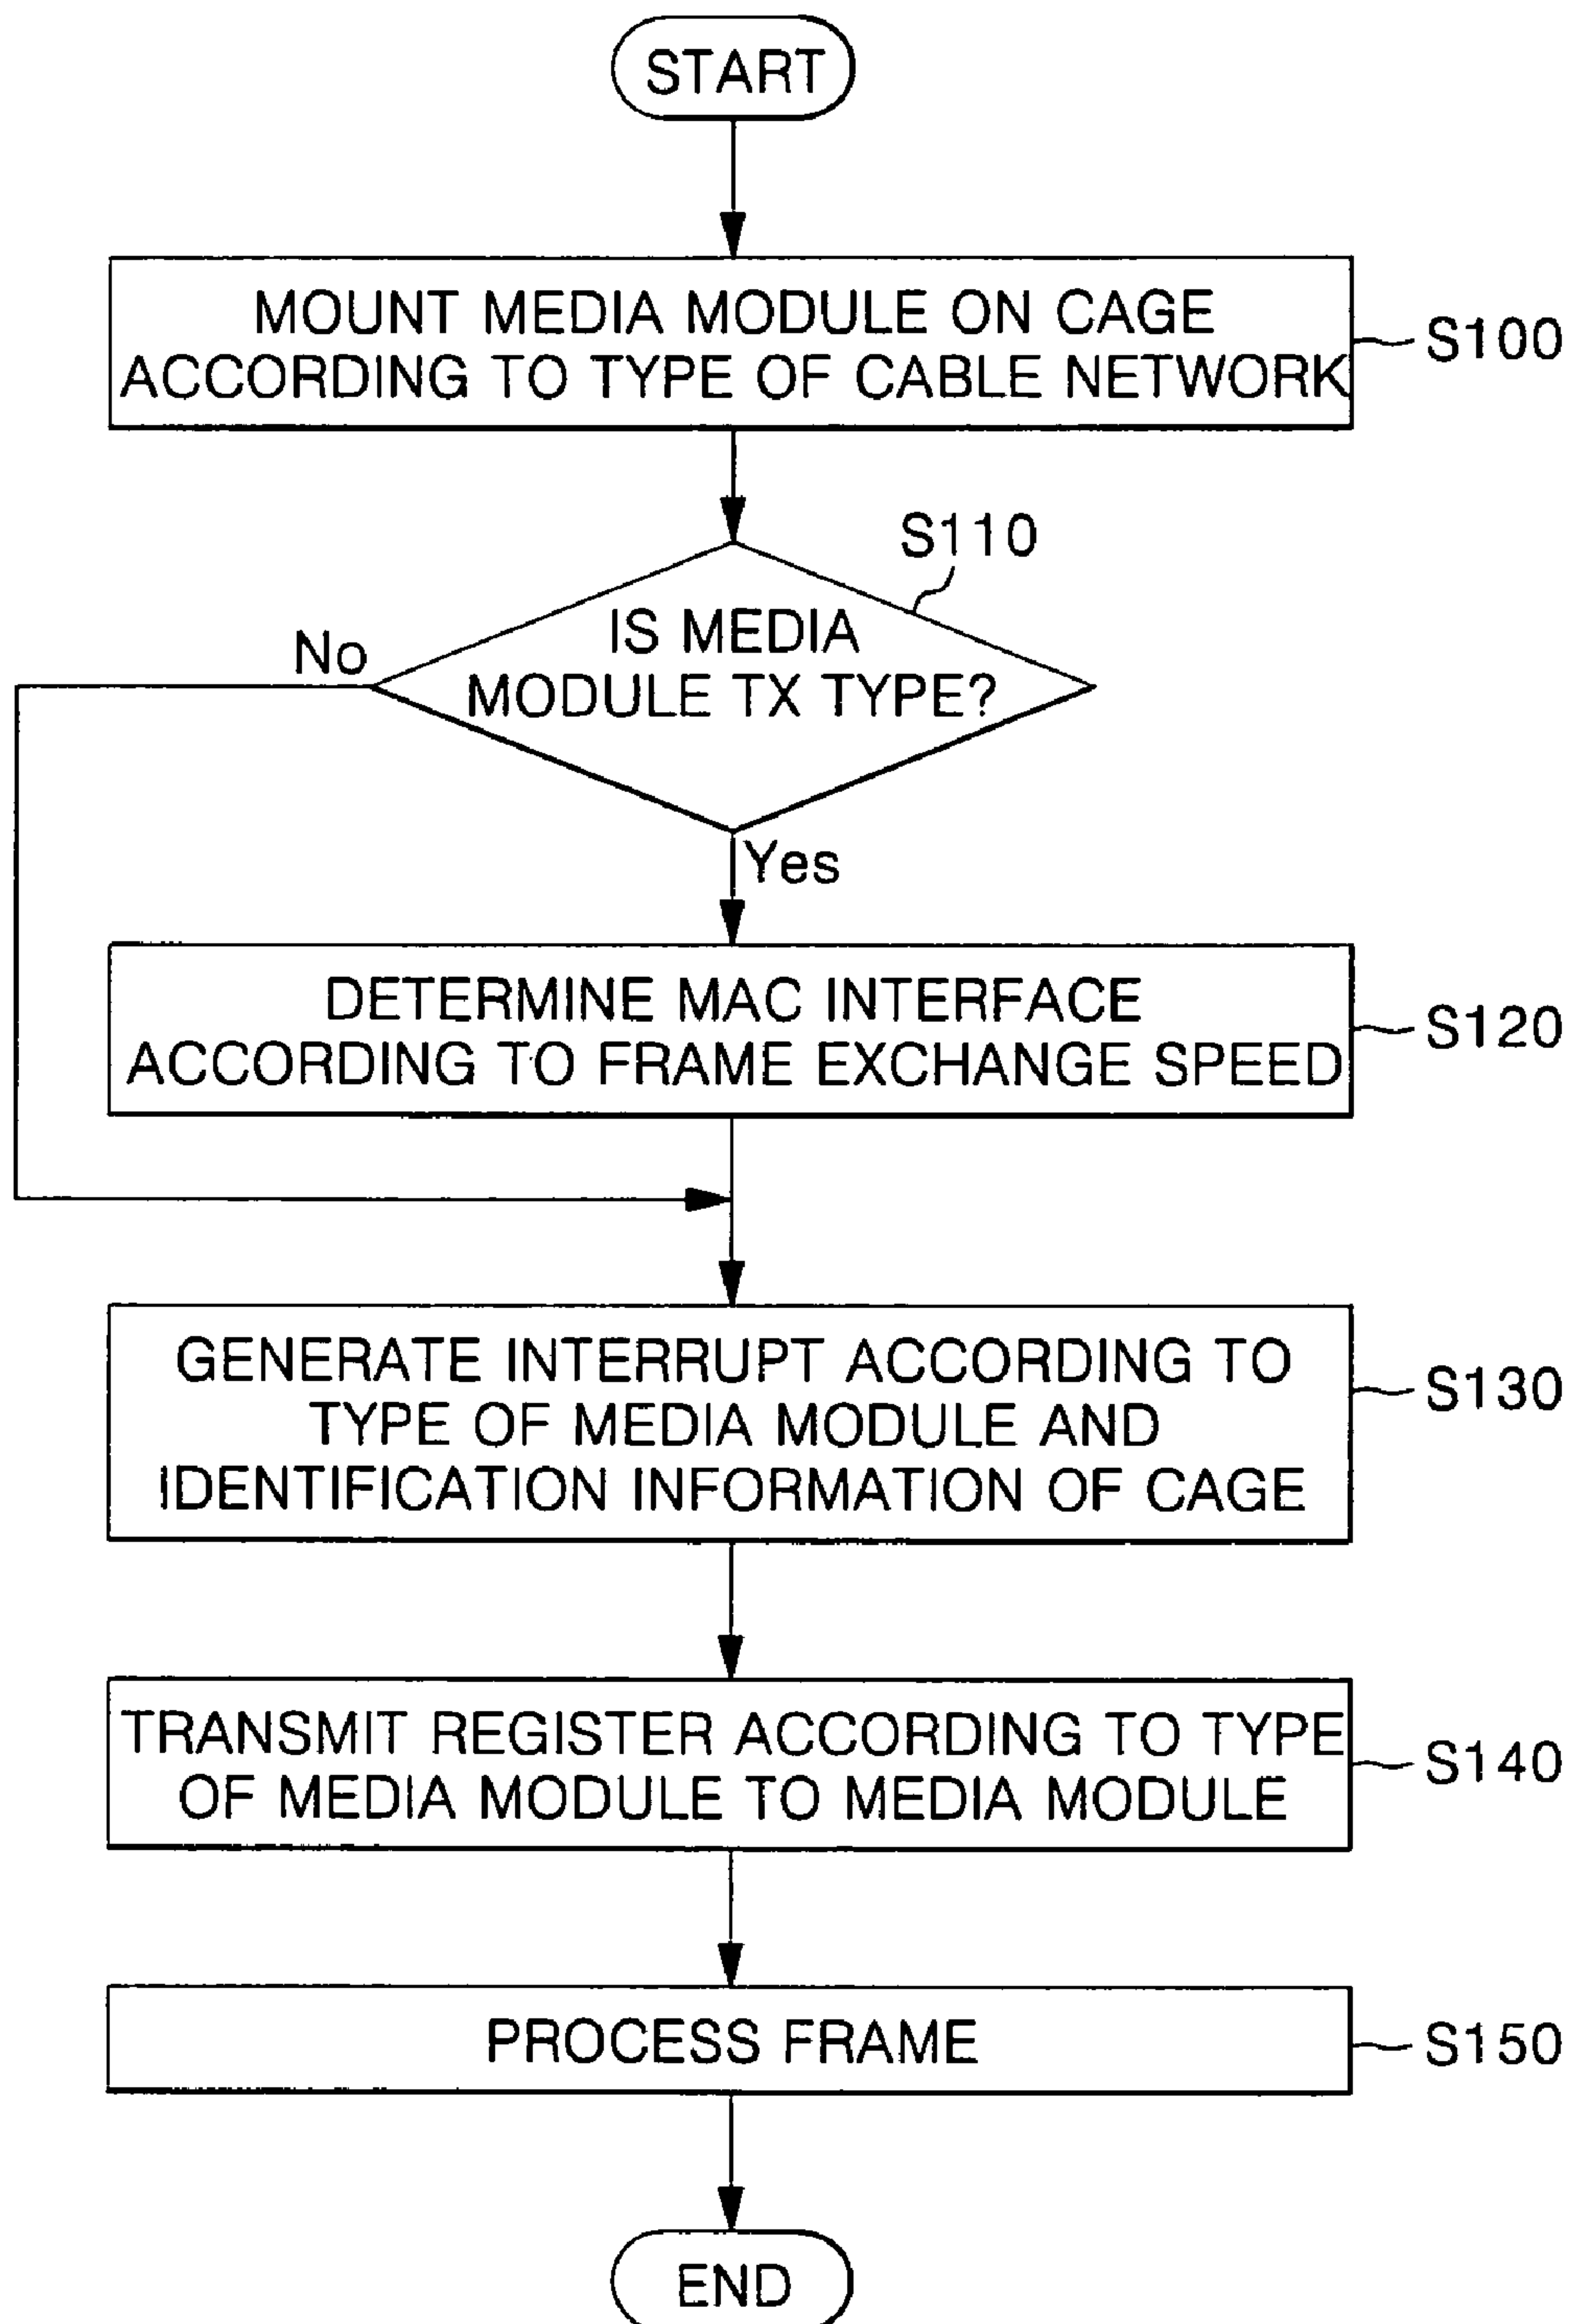 START
MOUNT MEDIA MODULE ON CAGE
ACCORDING TO TYPE OF CABLE NETWORK
S100
S110
IS MEDIA
MODULE TX TYPE?
No
Yes
DETERMINE MAC INTERFACE
ACCORDING TO FRAME EXCHANGE SPEED
S120
GENERATE INTERRUPT ACCORDING TO
TYPE OF MEDIA MODULE AND
IDENTIFICATION INFORMATION OF CAGE
S130
TRANSMIT REGISTER ACCORDING TO TYPE
OF MEDIA MODULE TO MEDIA MODULE
S140
PROCESS FRAME
S150
END